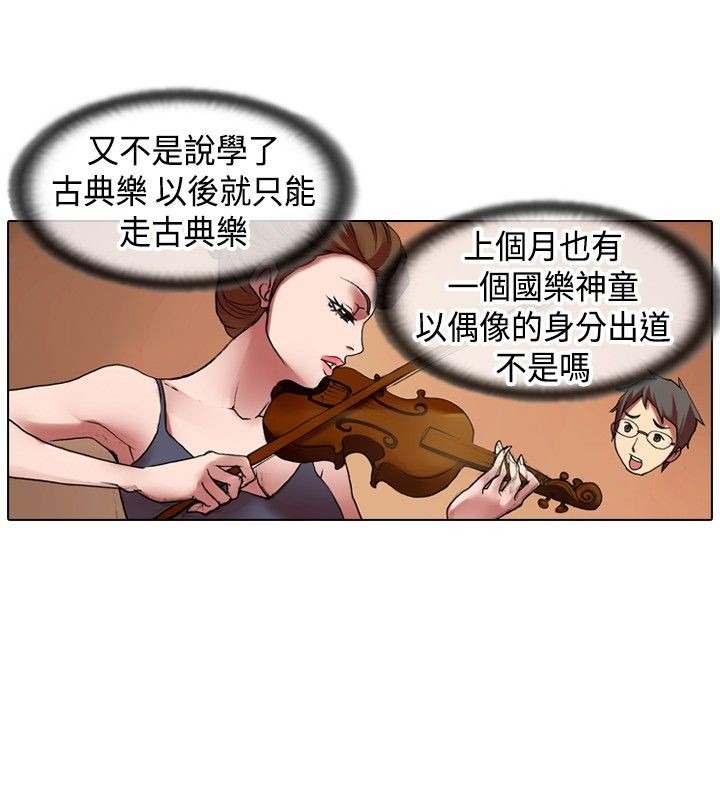 又不是說學了
古典樂 以後就只能
走古典樂
上個月也有
一個國樂神童
以偶像的身分出道
不是嗎